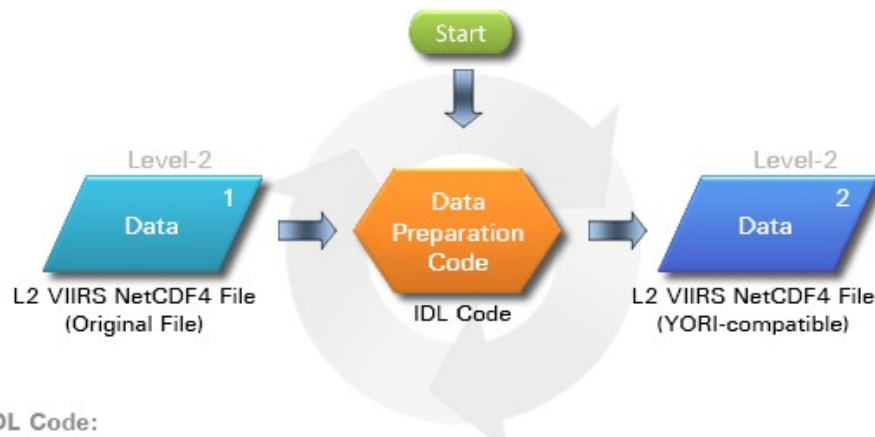 Start
Level-2
1
Data
L2 VIIRS NetCDF4 File
(Original File)
Data
Preparation
Code
IDL Code
Level-2
2
Data
L2 VIIRS NetCDF4 File
(YORI-compatible)
DL Code: